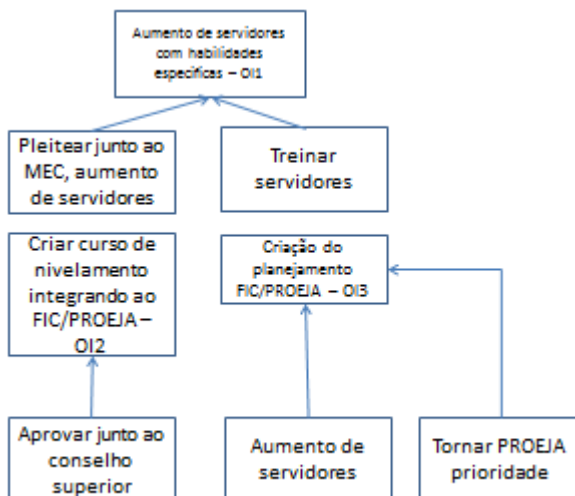 Aumento de servidores
com habilidades
especificas – OI1
Pleitear junto ao
MEC, aumento
de servidores
Treinar
servidores
Criar curso de
nivelamento
integrando ao
FIC/PROEJA –
OI2
Criação do
planejamento
FIC/PROEJA – OI3
Aprovar junto ao
conselho
superior
Aumento de
servidores
Tornar PROEJA
prioridade